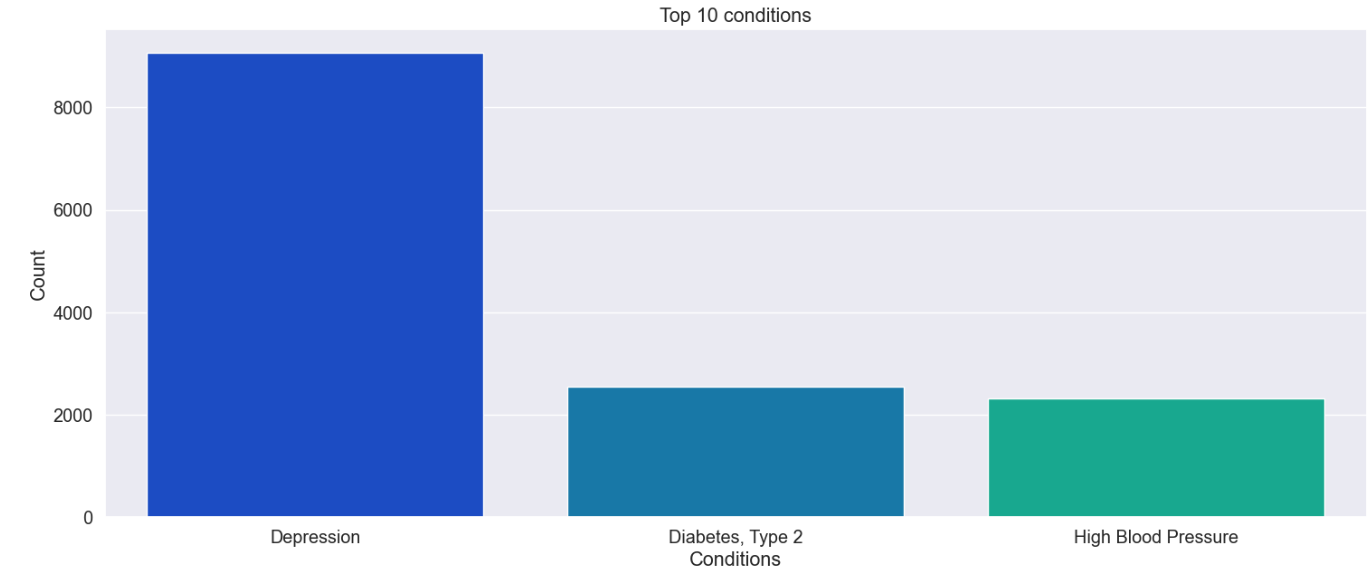 Top 10 conditions
Count
8000
6000
4000
2000
0
Depression
Diabetes, Type 2
High Blood Pressure
Conditions